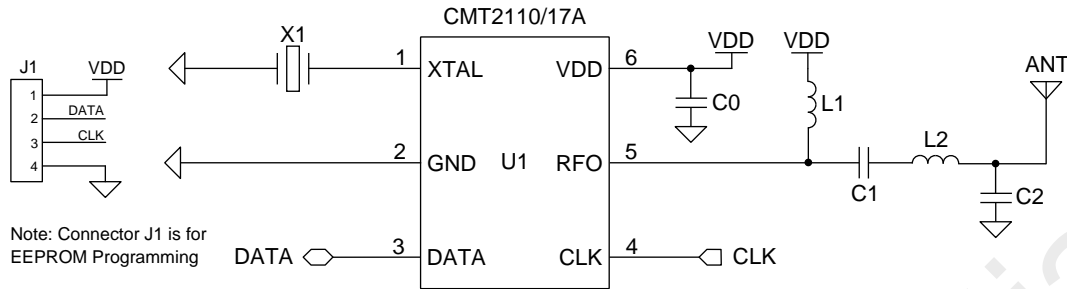 CMT2110/17A
X1
J1
VDD
1
2
3
4
DATA
CLK
1
XTAL
VDD
6
VDD
VDD
ANT
C0
L1
2
GND
U1
RFO
5
L2
C1
C2
Note: Connector J1 is for
EEPROM Programming
DATA
3
DATA
CLK
4
CLK